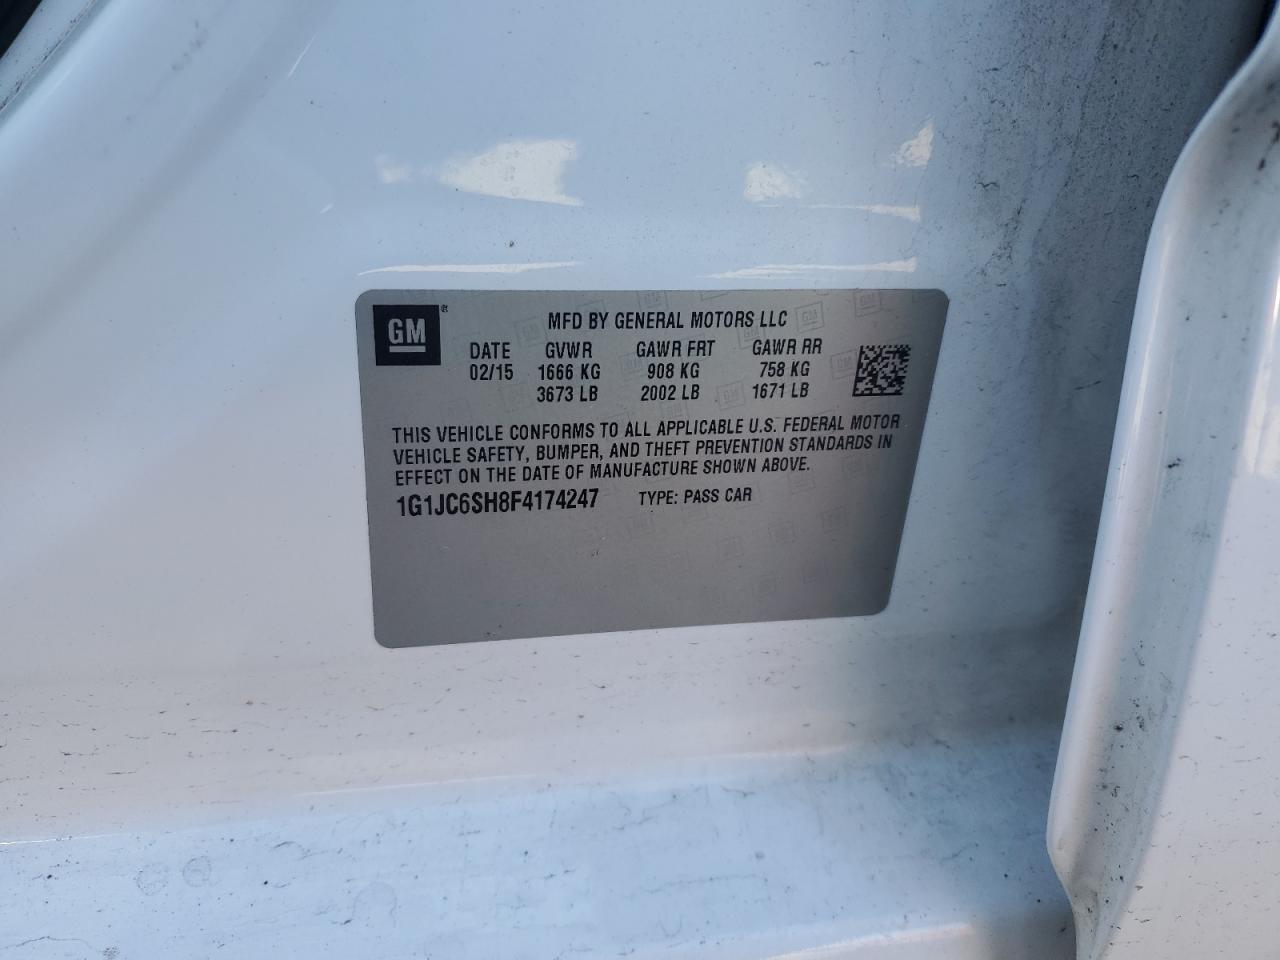 GM
MFD BY GENERAL MOTORS LLC
DATE GVWR GAWR FRT GAWR RR
02/15 1666 KG 908 KG 758 KG
3673 LB 2002 LB 1671 LB
THIS VEHICLE CONFORMS TO ALL APPLICABLE U.S. FEDERAL MOTOR
VEHICLE SAFETY, BUMPER, AND THEFT PREVENTION STANDARDS IN
EFFECT ON THE DATE OF MANUFACTURE SHOWN ABOVE.
1G1JC6SH8F4174247 TYPE: PASS CAR